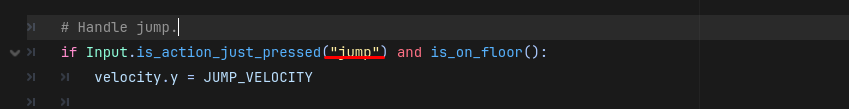 # Handle jump.
if Input.is_action_just_pressed("jump") and is_on_floor():
velocity.y = JUMP_VELOCITY